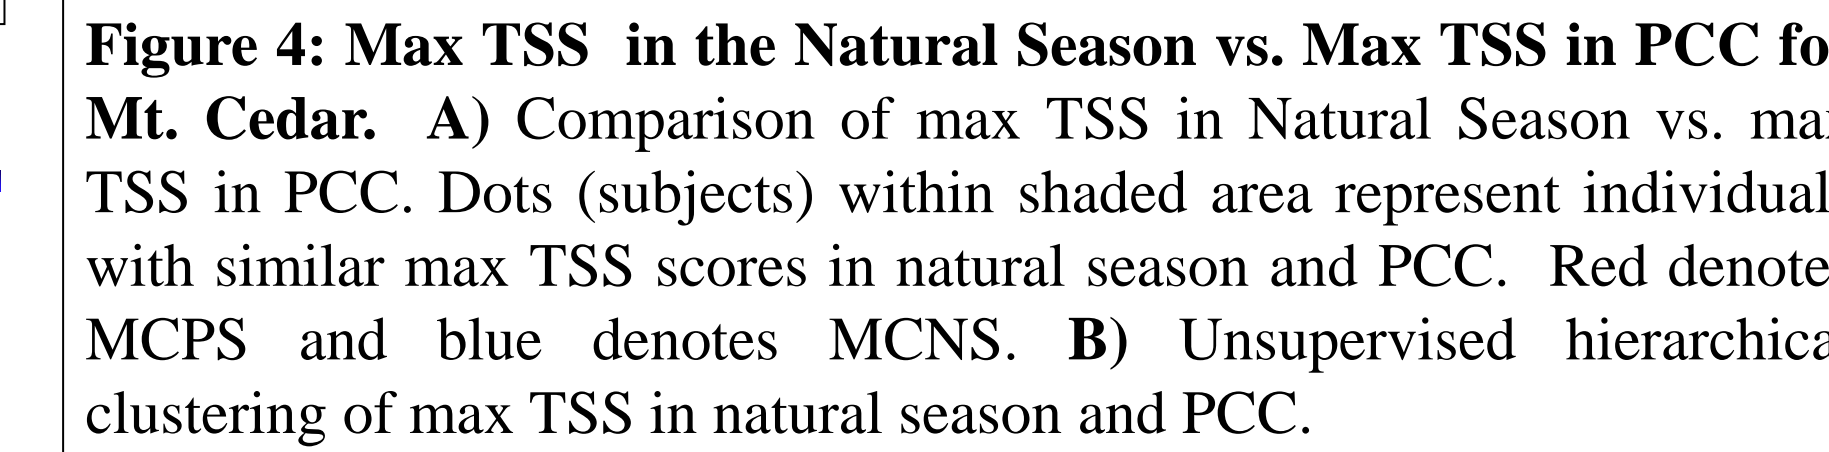 Figure 4: Max TSS in the Natural Season vs. Max TSS in PCC fo
Mt. Cedar. A) Comparison of max TSS in Natural Season vs. max
TSS in PCC. Dots (subjects) within shaded area represent individual
with similar max TSS scores in natural season and PCC. Red denote
MCPS and blue denotes MCNS. B) Unsupervised hierarchica
clustering of max TSS in natural season and PCC.